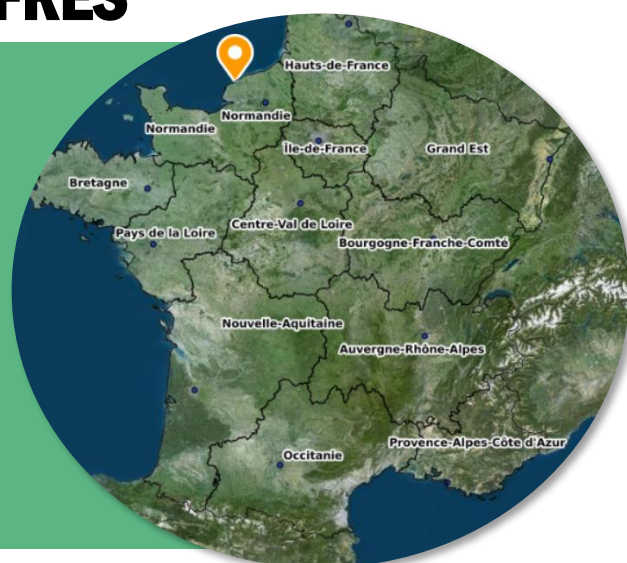 FRES
Hauts-de-France
Normandie
Normandie
Île-de-France
Grand Est
Bretagne
Centre-Val de Loire
Pays de la Loire
Bourgogne-Franche-Comté
Nouvelle-Aquitaine
Auvergne-Rhône-Alpes
Provence-Alpes-Côte d'Azur
Occitanie